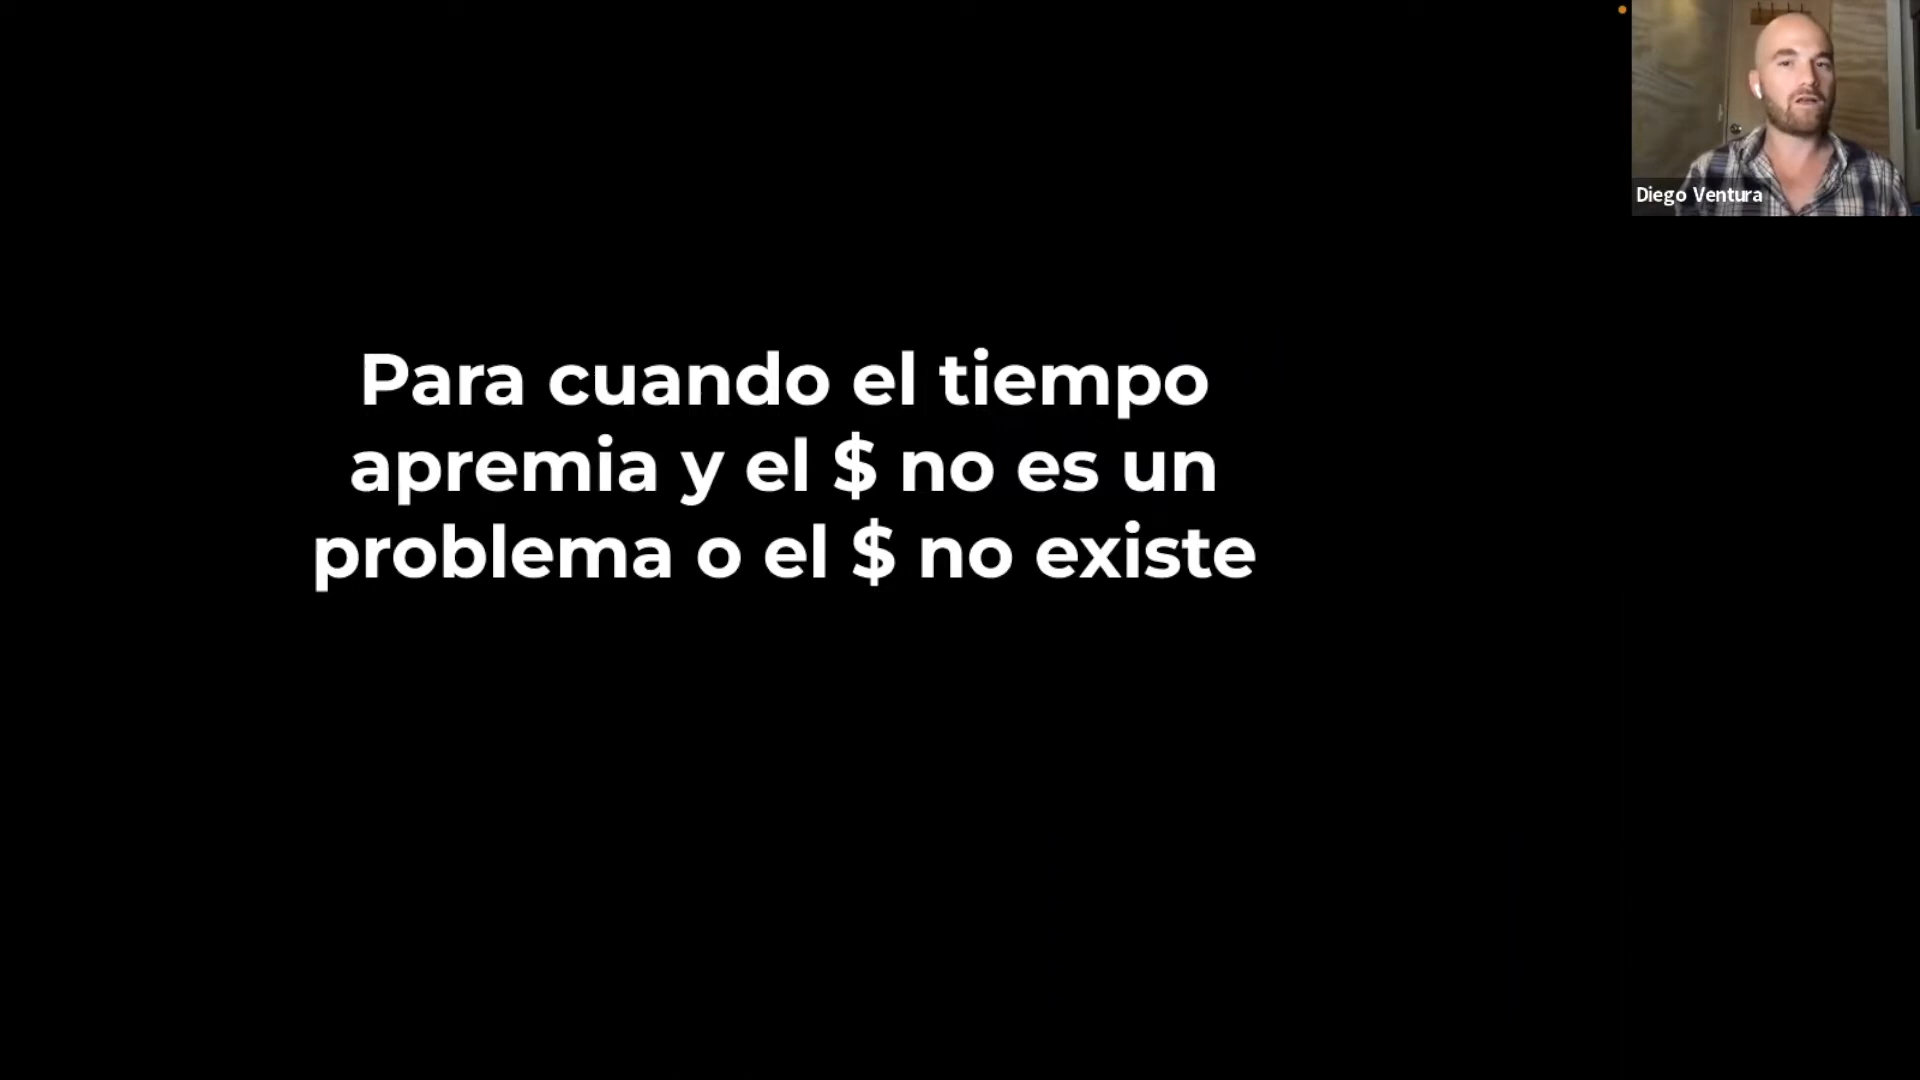 Para cuando el tiempo
apremia y el $ no es un
problema o el $ no existe
Diego Ventura